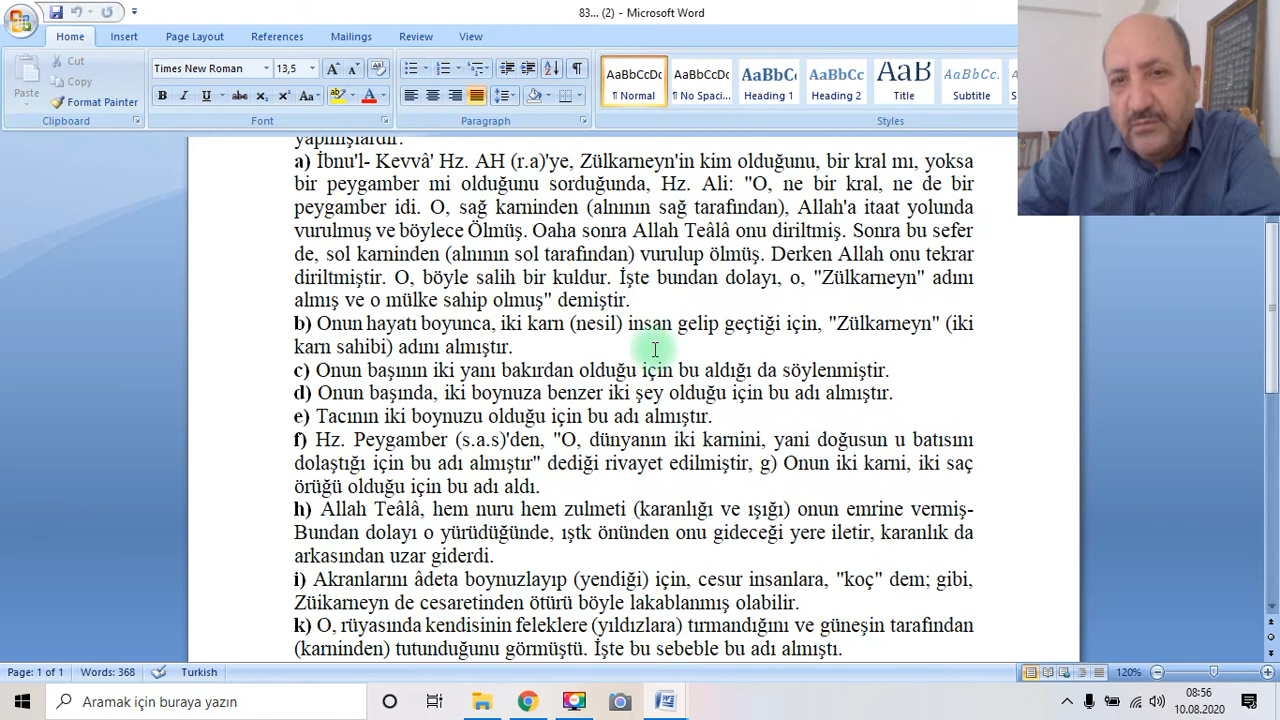 83... (2) - Microsoft Word
Home Insert Page Layout References Mailings Review View
Cut
Copy
Format Painter
Paste
Clipboard
Times New Roman 13,5
Font
Paragraph
AaBbCcDc AaBbCcDc AaBbC AaBbCc AaB AaBbCc.
¶ Normal ¶ No Spaci... Heading 1 Heading 2 Title Subtitle
Styles
yapmışlardır.
a) İbnu'l- Kevvâ' Hz. AH (r.a)'ye, Zülkarneyn'in kim olduğunu, bir kral mı, yoksa
bir peygamber mi olduğunu sorduğunda, Hz. Ali: "O, ne bir kral, ne de bir
peygamber idi. O, sağ karninden (alnının sağ tarafından), Allah'a itaat yolunda
vurulmuş ve böylece Ölmüş. Oaha sonra Allah Teâlâ onu diriltmiş. Sonra bu sefer
de, sol karninden (alnının sol tarafından) vurulup ölmüş. Derken Allah onu tekrar
diriltmiştir. O, böyle salih bir kuldur. İşte bundan dolayı, o, "Zülkarneyn" adını
almış ve o mülke sahip olmuş" demiştir.
b) Onun hayatı boyunca, iki karn (nesil) insan gelip geçtiği için, "Zülkarneyn" (iki
karn sahibi) adını almıştır.
c) Onun başının iki yanı bakırdan olduğu için bu aldığı da söylenmiştir.
d) Onun başında, iki boynuza benzer iki şey olduğu için bu adı almıştır.
e) Tacının iki boynuzu olduğu için bu adı almıştır.
f) Hz. Peygamber (s.a.s)'den, "O, dünyanın iki karnini, yani doğusun u batısını
dolaştığı için bu adı almıştır" dediği rivayet edilmiştir, g) Onun iki karni, iki saç
örüğü olduğu için bu adı aldı.
h) Allah Teâlâ, hem nuru hem zulmeti (karanlığı ve ışığı) onun emrine vermiş-
Bundan dolayı o yürüdüğünde, ıştk önünden onu gideceği yere iletir, karanlık da
arkasından uzar giderdi.
i) Akranlarını âdeta boynuzlayıp (yendiği) için, cesur insanlara, "koç" dem; gibi,
Züikarneyn de cesaretinden ötürü böyle lakablanmış olabilir.
k) O, rüyasında kendisinin feleklere (yıldızlara) tırmandığını ve güneşin tarafından
(karninden) tutunduğunu görmüştü. İşte bu sebeble bu adı almıştı.
Page: 1 of 1 Words: 368 Turkish 120%
Aramak için buraya yazın
08:56
10.08.2020